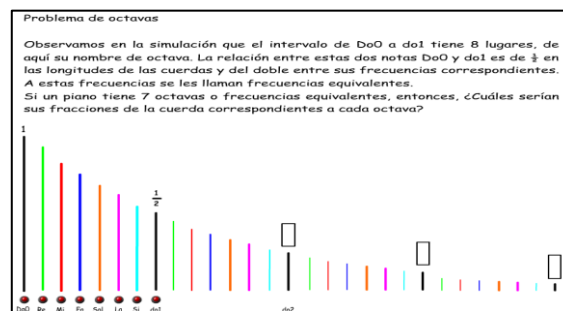 Problema de octavas
Observamos en la simulación que el intervalo de Do0 a do1 tiene 8 lugares, de
aquí su nombre de octava. La relación entre estas dos notas Do0 y do1 es de ½ en
las longitudes de las cuerdas y del doble entre sus frecuencias correspondientes.
A estas frecuencias se les llaman frecuencias equivalentes.
Si un piano tiene 7 octavas o frecuencias equivalentes, entonces, ¿Cuáles serían
sus fracciones de la cuerda correspondientes a cada octava?
1
1/2
Do0 Re Mi Fa Sol La Si do1 do2